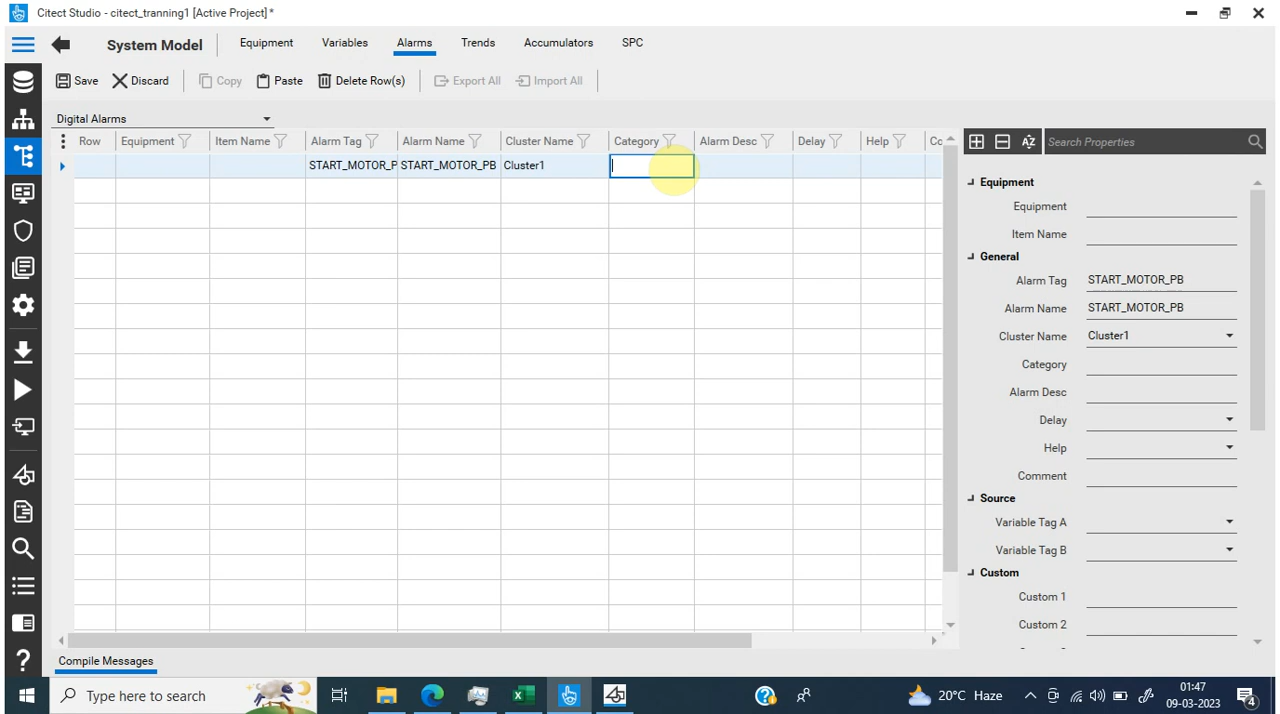 Citect Studio - citect_tranning1 [Active Project] *
System Model
Equipment Variables Alarms Trends Accumulators SPC
Save Discard Copy Paste Delete Row(s) Export All Import All
Digital Alarms
Row Equipment Item Name Alarm Tag Alarm Name Cluster Name Category Alarm Desc Delay Help Co
START_MOTOR_P START_MOTOR_PB Cluster1
Search Properties
Equipment
Equipment
Item Name
General
Alarm Tag START_MOTOR_PB
Alarm Name START_MOTOR_PB
Cluster Name Cluster1
Category
Alarm Desc
Delay
Help
Comment
Source
Variable Tag A
Variable Tag B
Custom
Custom 1
Custom 2
Compile Messages
Type here to search
20°C Haze
01:47
09-03-2023
4